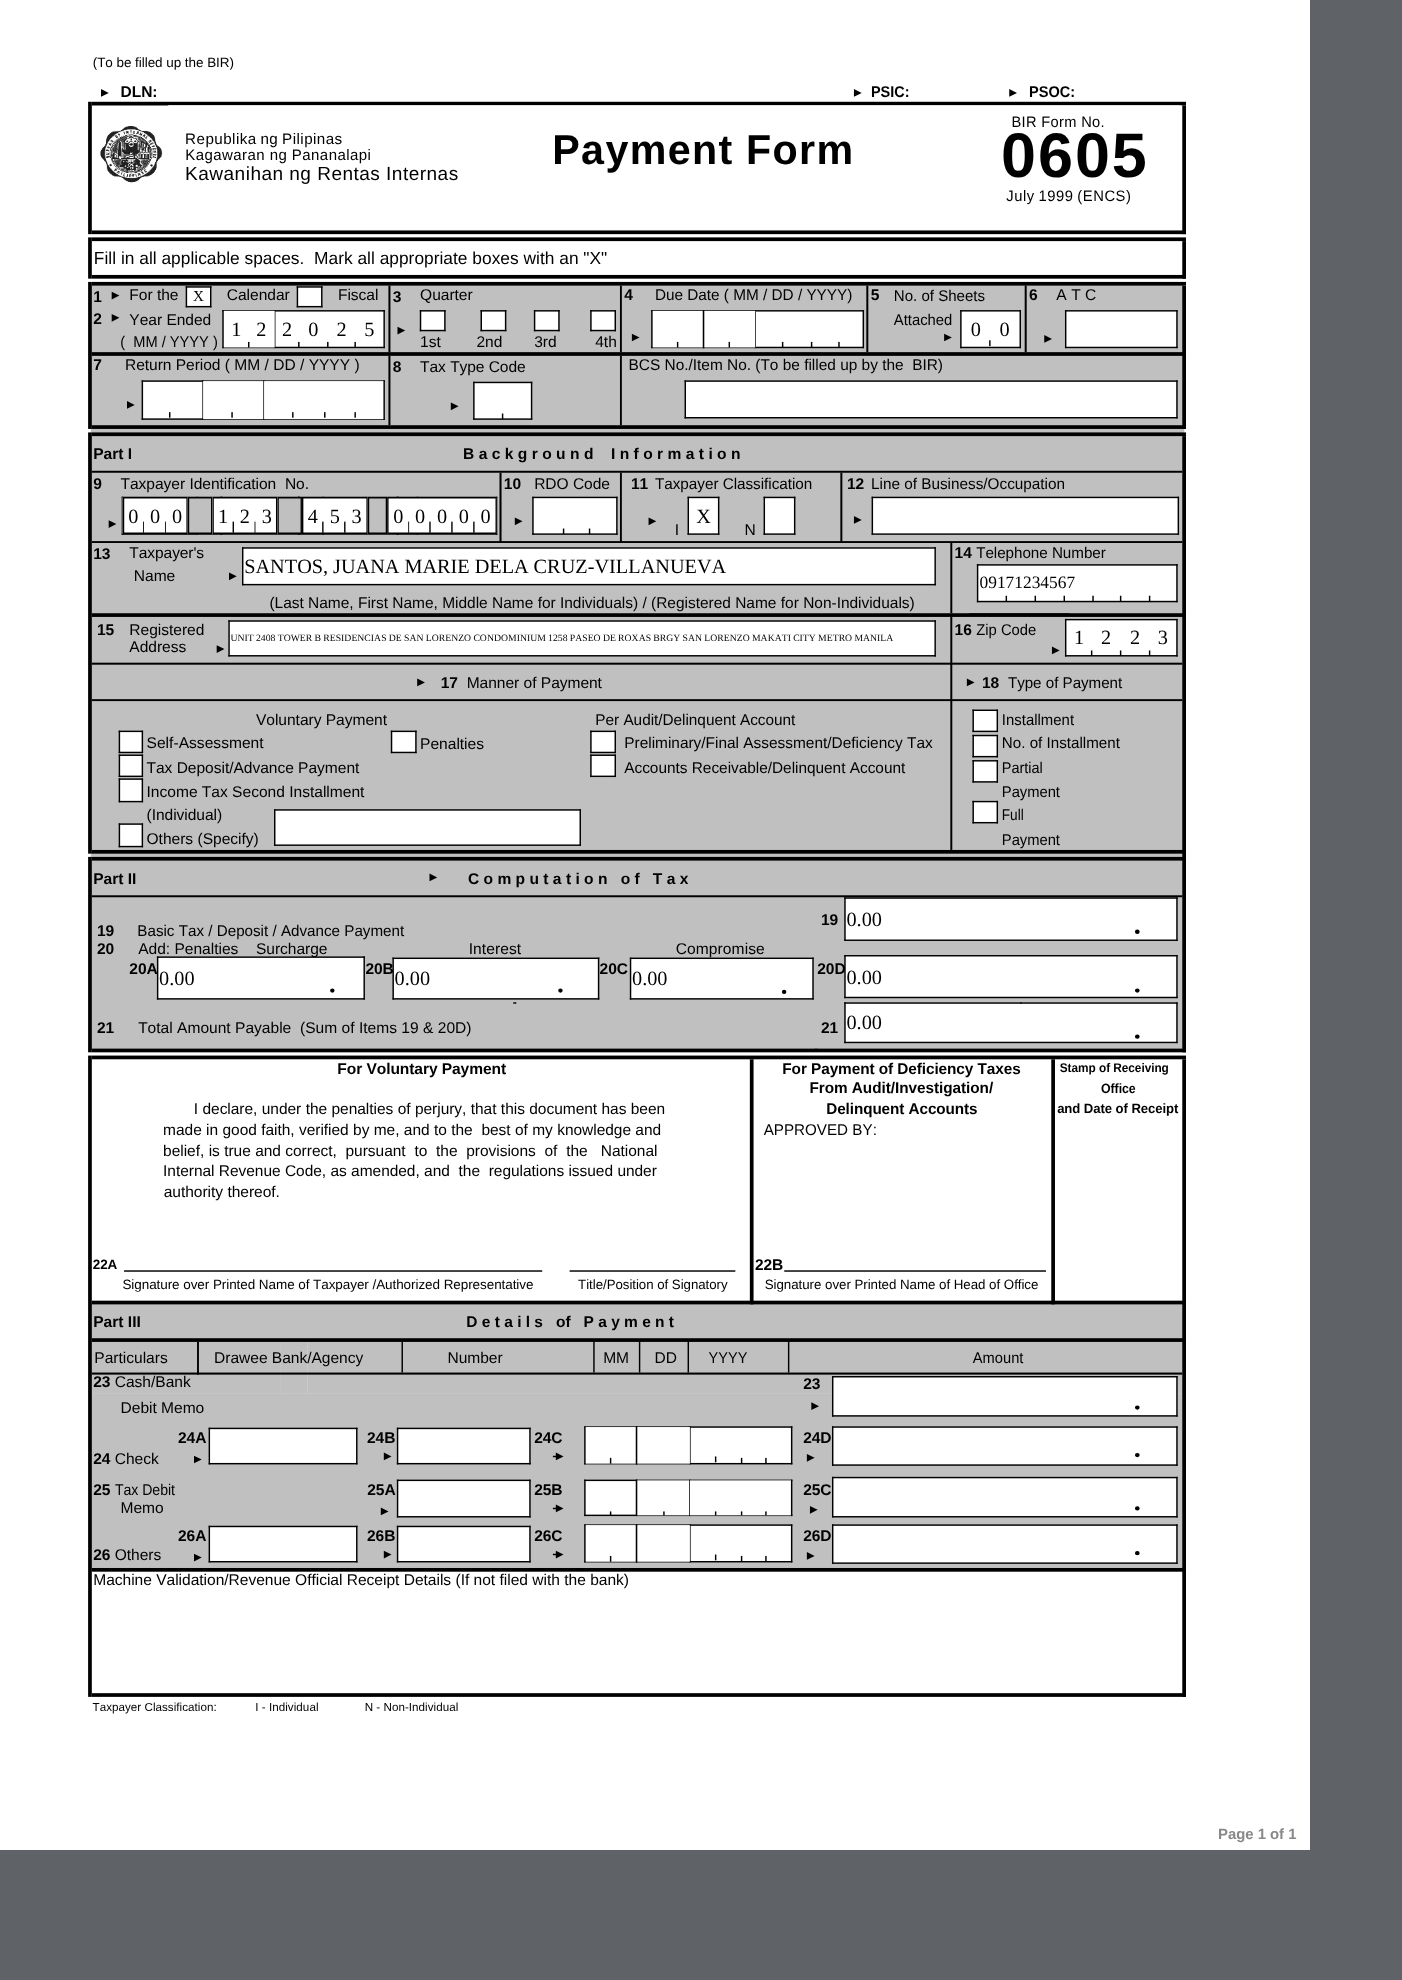 (To be filled up the BIR)
► DLN: ► PSIC: ► PSOC:
Republika ng Pilipinas
Kagawaran ng Pananalapi
Kawanihan ng Rentas Internas
Payment Form
BIR Form No.
0605
July 1999 (ENCS)
Fill in all applicable spaces. Mark all appropriate boxes with an "X"
1 ► For the X Calendar Fiscal
2 ► Year Ended
( MM / YYYY ) 1 2 2 0 2 5
3 Quarter
► 1st 2nd 3rd 4th
4 Due Date ( MM / DD / YYYY)
►
5 No. of Sheets
Attached
► 0 0
6 A T C
►
7 Return Period ( MM / DD / YYYY )
►
8 Tax Type Code
►
BCS No./Item No. (To be filled up by the BIR)
Part I Background Information
9 Taxpayer Identification No.
► 0 0 0 1 2 3 4 5 3 0 0 0 0 0
10 RDO Code
►
11 Taxpayer Classification
► I X N
12 Line of Business/Occupation
►
13 Taxpayer's
Name ► SANTOS, JUANA MARIE DELA CRUZ-VILLANUEVA
(Last Name, First Name, Middle Name for Individuals) / (Registered Name for Non-Individuals)
14 Telephone Number
09171234567
15 Registered
Address ► UNIT 2408 TOWER B RESIDENCIAS DE SAN LORENZO CONDOMINIUM 1258 PASEO DE ROXAS BRGY SAN LORENZO MAKATI CITY METRO MANILA
16 Zip Code
► 1 2 2 3
► 17 Manner of Payment
► 18 Type of Payment
Voluntary Payment Per Audit/Delinquent Account
Self-Assessment Penalties Preliminary/Final Assessment/Deficiency Tax
Tax Deposit/Advance Payment Accounts Receivable/Delinquent Account
Income Tax Second Installment
(Individual)
Others (Specify)
Installment
No. of Installment
Partial
Payment
Full
Payment
Part II ► Computation of Tax
19 Basic Tax / Deposit / Advance Payment 19 0.00 .
20 Add: Penalties Surcharge Interest Compromise
20A 0.00 . 20B 0.00 . 20C 0.00 . 20D 0.00 .
-
21 Total Amount Payable (Sum of Items 19 & 20D) 21 0.00 .
For Voluntary Payment
I declare, under the penalties of perjury, that this document has been
made in good faith, verified by me, and to the best of my knowledge and
belief, is true and correct, pursuant to the provisions of the National
Internal Revenue Code, as amended, and the regulations issued under
authority thereof.
22A
Signature over Printed Name of Taxpayer /Authorized Representative Title/Position of Signatory
For Payment of Deficiency Taxes
From Audit/Investigation/
Delinquent Accounts
APPROVED BY:
22B
Signature over Printed Name of Head of Office
Stamp of Receiving
Office
and Date of Receipt
Part III Details of Payment
Particulars Drawee Bank/Agency Number MM DD YYYY Amount
23 Cash/Bank 23
Debit Memo ► .
24A 24B 24C 24D
24 Check ► ► ► ► .
25 Tax Debit 25A 25B 25C
Memo ► ► ► .
26A 26B 26C 26D
26 Others ► ► ► ► .
Machine Validation/Revenue Official Receipt Details (If not filed with the bank)
Taxpayer Classification: I - Individual N - Non-Individual
Page 1 of 1